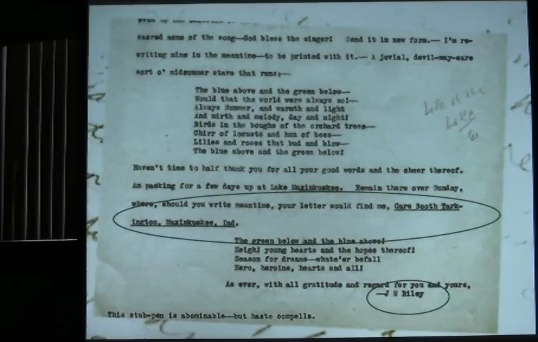 sacred name of the song—God bless the singer! Send it in new form.— I'm re-
writing mine in the meantime—to be printed with it.— A jovial, devil-may-care
sort o' midsummer stave that runs:—
The blue above and the green below—
Would that the world were always so!—
Always Summer, and warmth and light
And mirth and melody, day and night!
Birds in the boughs of the orchard trees—
Chirr of locusts and hum of bees—
Lilies and roses that bud and blow—
The blue above and the green below!
Haven't time to half thank you for all your good words and the cheer thereof.
Am packing for a few days up at Lake Maxinkuckee. Remain there over Sunday,
where, should you write meantime, your letter would find me, Care Booth Tark-
ington, Maxinkuckee, Ind.
The green below and the blue above!
Heigh! young hearts and the hopes thereof!
Season for dreams—whate'er befall
Hero, heroine, hearts and all!
As ever, with all gratitude and regard for you and yours,
—J W Riley
This stub-pen is abominable—but haste compells.
Life at the
Lake